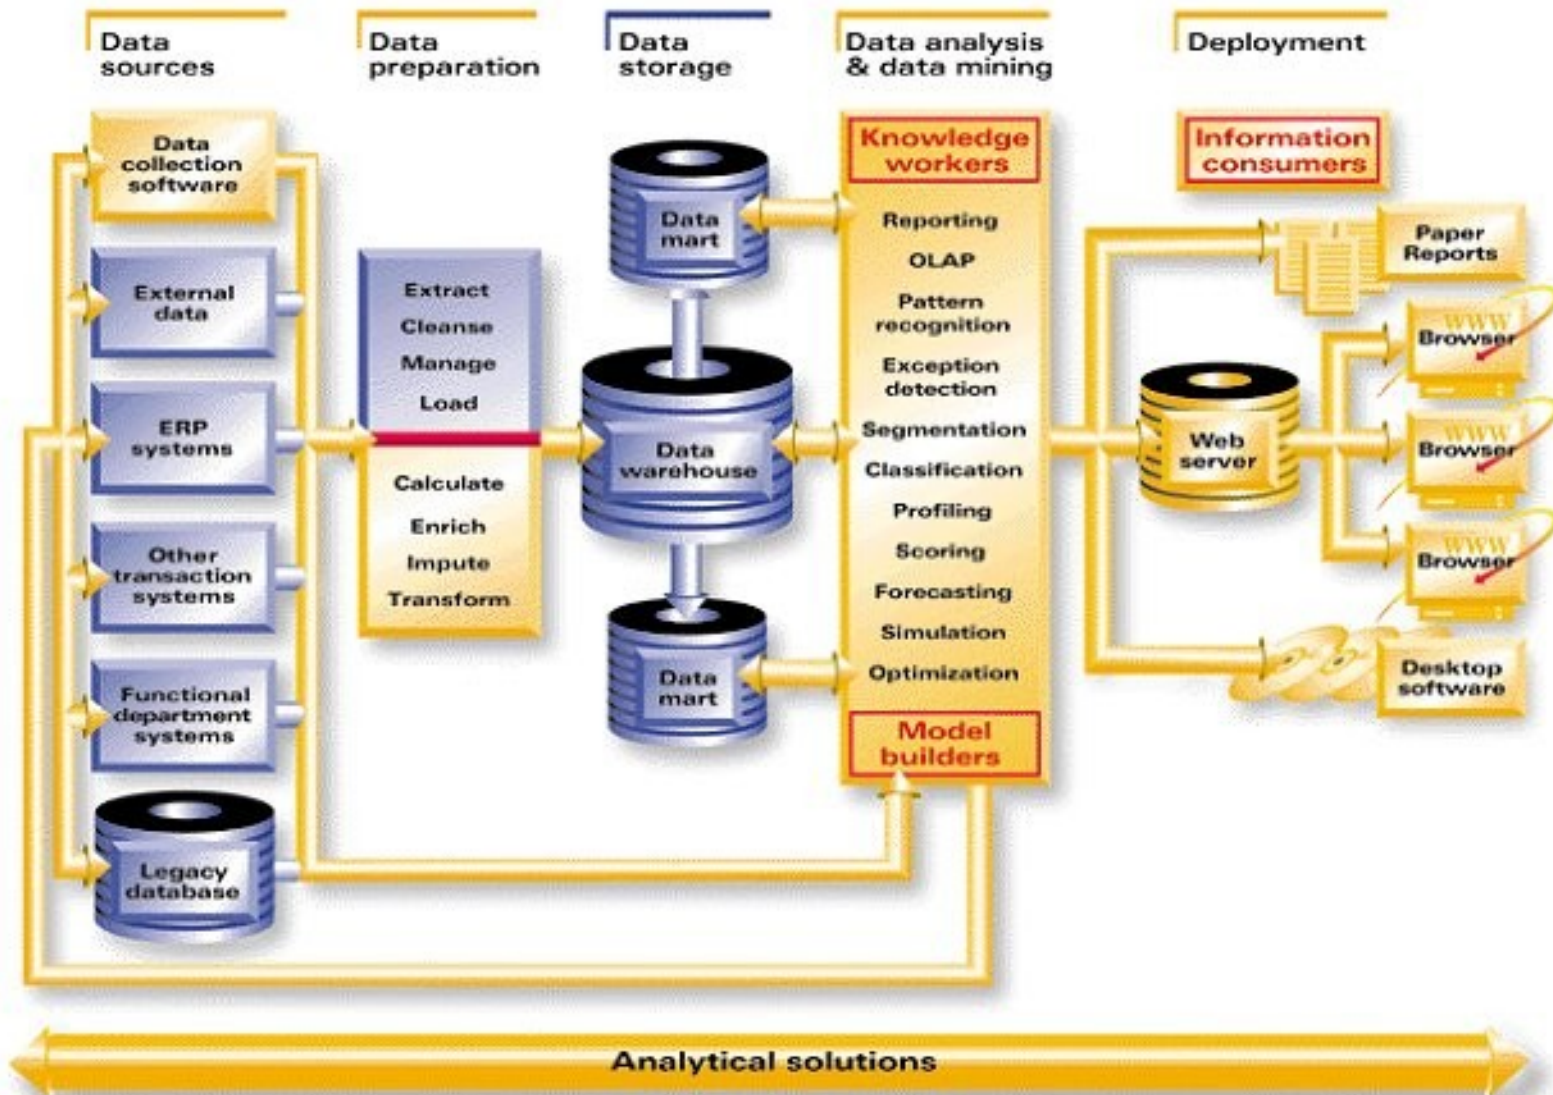 Data
sources
Data
preparation
Data
storage
Data analysis
& data mining
Deployment
Data
collection
software
External
data
ERP
systems
Other
transaction
systems
Functional
department
systems
Legacy
database
Extract
Cleanse
Manage
Load
Calculate
Enrich
Impute
Transform
Data
mart
Data
warehouse
Data
mart
Knowledge
workers
Reporting
OLAP
Pattern
recognition
Exception
detection
Segmentation
Classification
Profiling
Scoring
Forecasting
Simulation
Optimization
Model
builders
Information
consumers
Paper
Reports
Web
server
WWW
Browser
WWW
Browser
WWW
Browser
Desktop
software
Analytical solutions